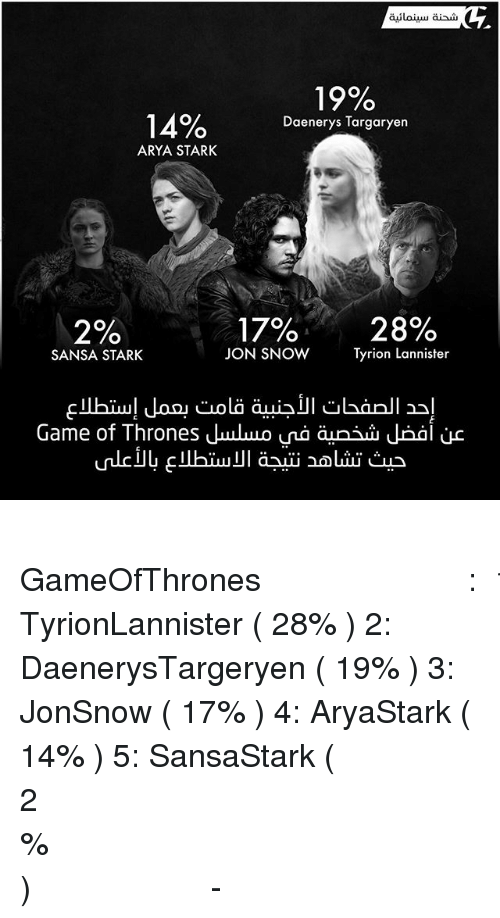 شحنة سينمائية
19%
Daenerys Targaryen
14%
ARYA STARK
2%
SANSA STARK
17%
JON SNOW
28%
Tyrion Lannister
إحد الصفحات الأجنبية قامت بعمل إستطلاع
عن أفضل شخصية في مسلسل Game of Thrones
حيث تشاهد نتيجة الاستطلاع بالأعلى
GameOfThrones :
TyrionLannister ( 28% ) 2:
DaenerysTargeryen ( 19% ) 3:
JonSnow ( 17% ) 4: AryaStark (
14% ) 5: SansaStark (
2
%
) -